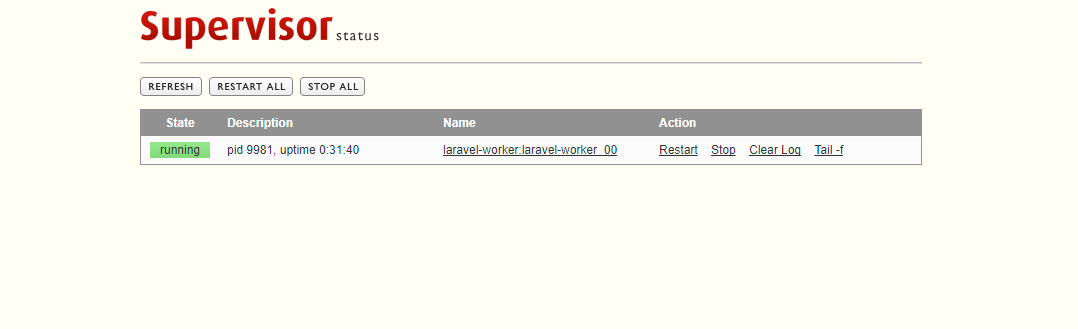 Supervisor status
REFRESH RESTART ALL STOP ALL
State Description Name Action
running pid 9981, uptime 0:31:40 laravel-worker:laravel-worker_00 Restart Stop Clear Log Tail -f